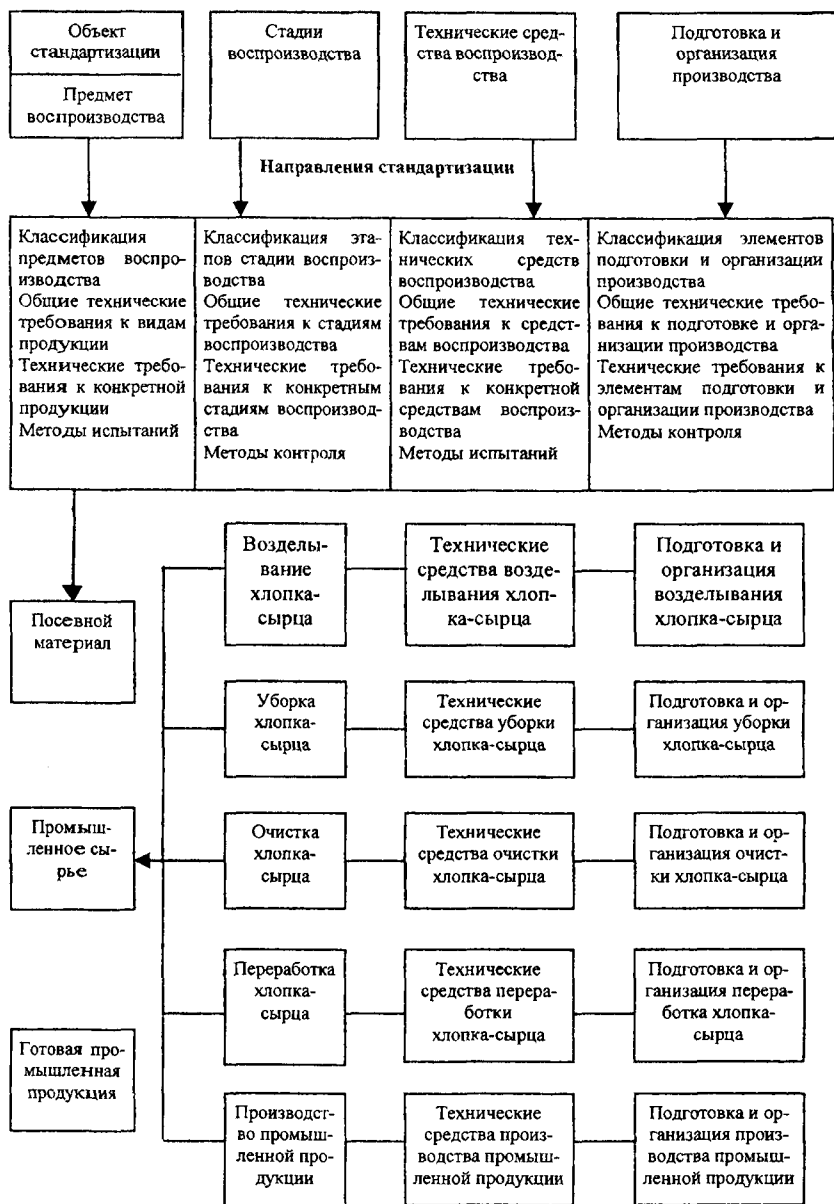 Объект
стандартизации
Предмет
воспроизводства
Стадии
воспроизводства
Технические сред-
ства воспроизвод-
ства
Подготовка и
организация
производства
Направления стандартизации
Классификация
предметов воспро-
изводства
Общие технические
требования к видам
продукции
Технические требо-
вания к конкретной
продукции
Методы испытаний
Классификация эта-
пов стадии воспроиз-
водства
Общие технические
требования к стадиям
воспроизводства
Технические требо-
вания к конкретным
стадиям воспроизвод-
ства
Методы контроля
Классификация тех-
нических средств
воспроизводства
Общие технические
требования к средст-
вам воспроизводства
Технические требо-
вания к конкретной
средствам воспроиз-
водства
Методы испытаний
Классификация элементов
подготовки и организации
производства
Общие технические требо-
вания к подготовке и орга-
низации производства
Технические требования к
элементам подготовки и
организации производства
Методы контроля
Посевной
материал
Возделы-
вание
хлопка-
сырца
Технические
средства возде-
лывания хлоп-
ка-сырца
Подготовка и
организация
возделывания
хлопка-сырца
Уборка
хлопка-
сырца
Технические
средства уборки
хлопка-сырца
Подготовка и ор-
ганизация уборки
хлопка-сырца
Промыш-
ленное сы-
рье
Очистка
хлопка-
сырца
Технические
средства очистки
хлопка-сырца
Подготовка и ор-
ганизация очист-
ки хлопка-сырца
Переработка
хлопка-
сырца
Технические
средства перера-
ботки
хлопка-сырца
Подготовка и ор-
ганизация перера-
ботка хлопка-
сырца
Готовая про-
мышленная
продукция
Производст-
во промыш-
ленной про-
дукции
Технические
средства произ-
водства промыш-
ленной продукции
Подготовка и ор-
ганизация произ-
водства промыш-
ленной продукции